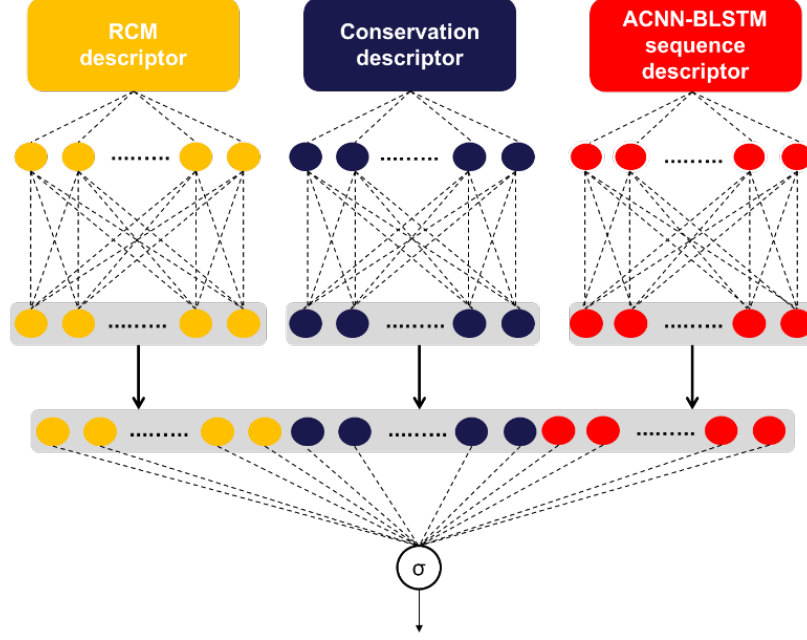 RCM
descriptor
Conservation
descriptor
ACNN-BLSTM
sequence
descriptor
σ